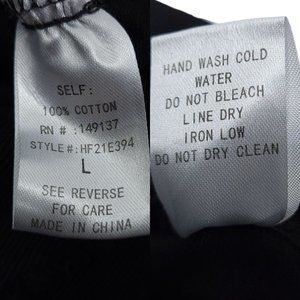 SELF:
100% COTTON
RN # : 149137
STYLE#:HF21E394
L
SEE REVERSE
FOR CARE
MADE IN CHINA
HAND WASH COLD
WATER
DO NOT BLEACH
LINE DRY
IRON LOW
DO NOT DRY CLEAN